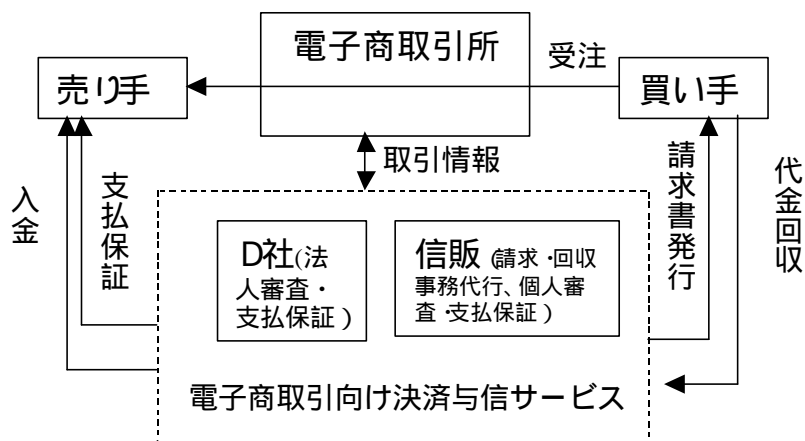 電子商取引所
受注
売り手
買い手
取引情報
入金
支払保証
請求書発行
代金回収
D社(法
人審査・
支払保証)
信販(請求・回収
事務代行、個人審
査・支払保証)
電子商取引向け決済与信サービス